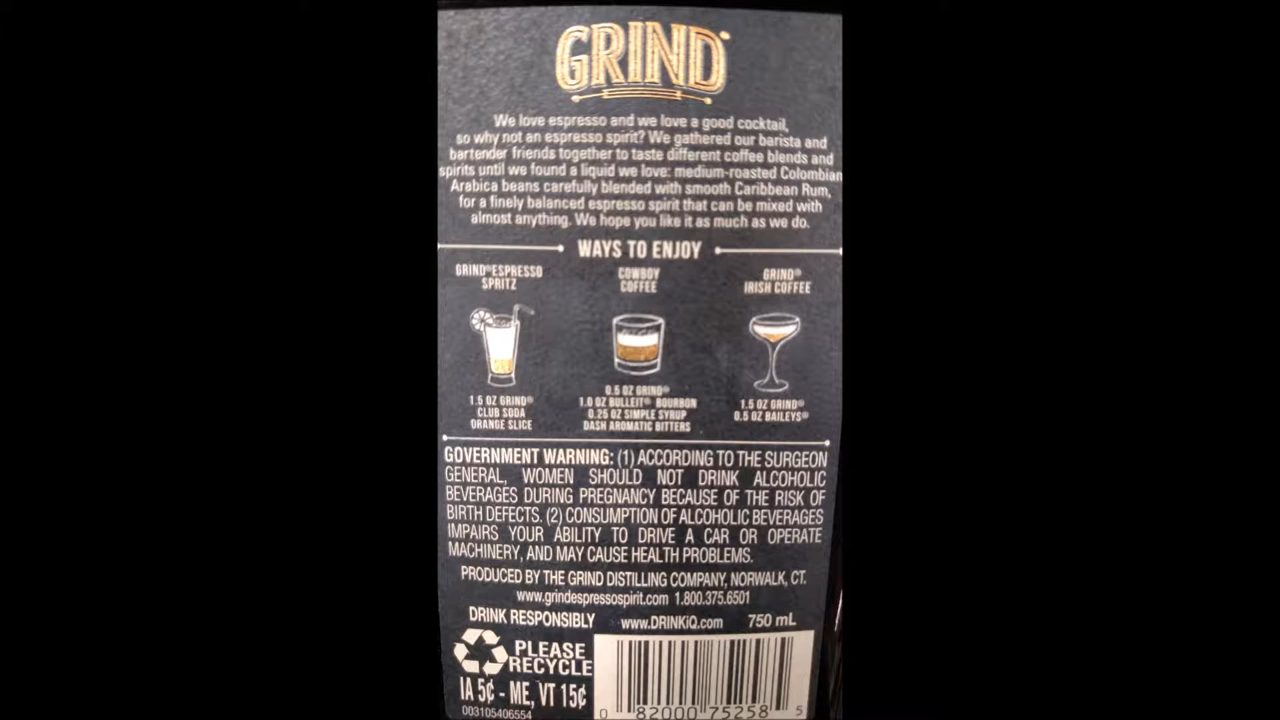 GRIND
We love espresso and we love a good cocktail,
so why not an espresso spirit? We gathered our barista and
bartender friends together to taste different coffee blends and
spirits until we found a liquid we love: medium-roasted Colombian
Arabica beans carefully blended with smooth Caribbean Rum,
for a finely balanced espresso spirit that can be mixed with
almost anything. We hope you like it as much as we do.
WAYS TO ENJOY
GRIND® ESPRESSO
SPRITZ
1.5 OZ GRIND®
CLUB SODA
ORANGE SLICE
COWBOY
COFFEE
0.5 OZ GRIND®
1.0 OZ BULLEIT® BOURBON
0.25 OZ SIMPLE SYRUP
DASH AROMATIC BITTERS
GRIND®
IRISH COFFEE
1.5 OZ GRIND®
0.5 OZ BAILEYS®
GOVERNMENT WARNING: (1) ACCORDING TO THE SURGEON
GENERAL, WOMEN SHOULD NOT DRINK ALCOHOLIC
BEVERAGES DURING PREGNANCY BECAUSE OF THE RISK OF
BIRTH DEFECTS. (2) CONSUMPTION OF ALCOHOLIC BEVERAGES
IMPAIRS YOUR ABILITY TO DRIVE A CAR OR OPERATE
MACHINERY, AND MAY CAUSE HEALTH PROBLEMS.
PRODUCED BY THE GRIND DISTILLING COMPANY, NORWALK, CT.
www.grindespressospirit.com 1.800.375.6501
DRINK RESPONSIBLY www.DRINKiQ.com 750 mL
PLEASE
RECYCLE
IA 5¢ - ME, VT 15¢
003105406554
0 82000 75258 5